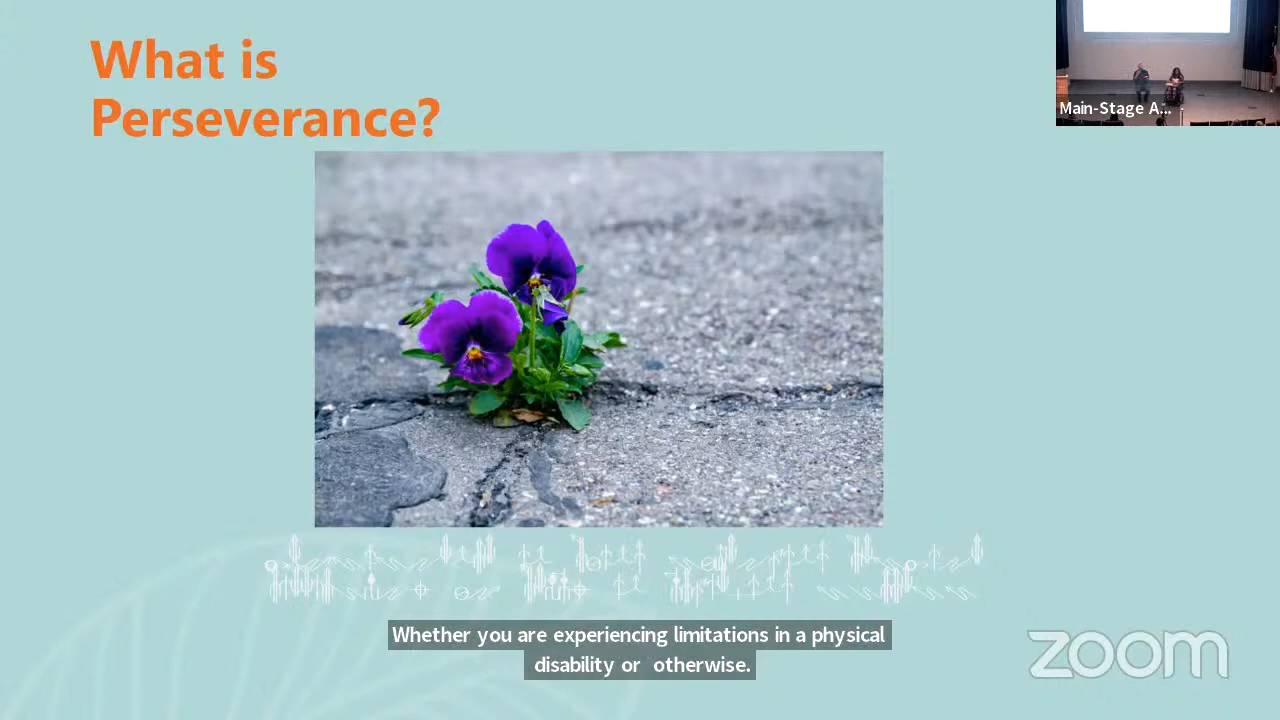 What is
Perseverance?
Main-Stage A...
Whether you are experiencing limitations in a physical
disability or otherwise.
zoom